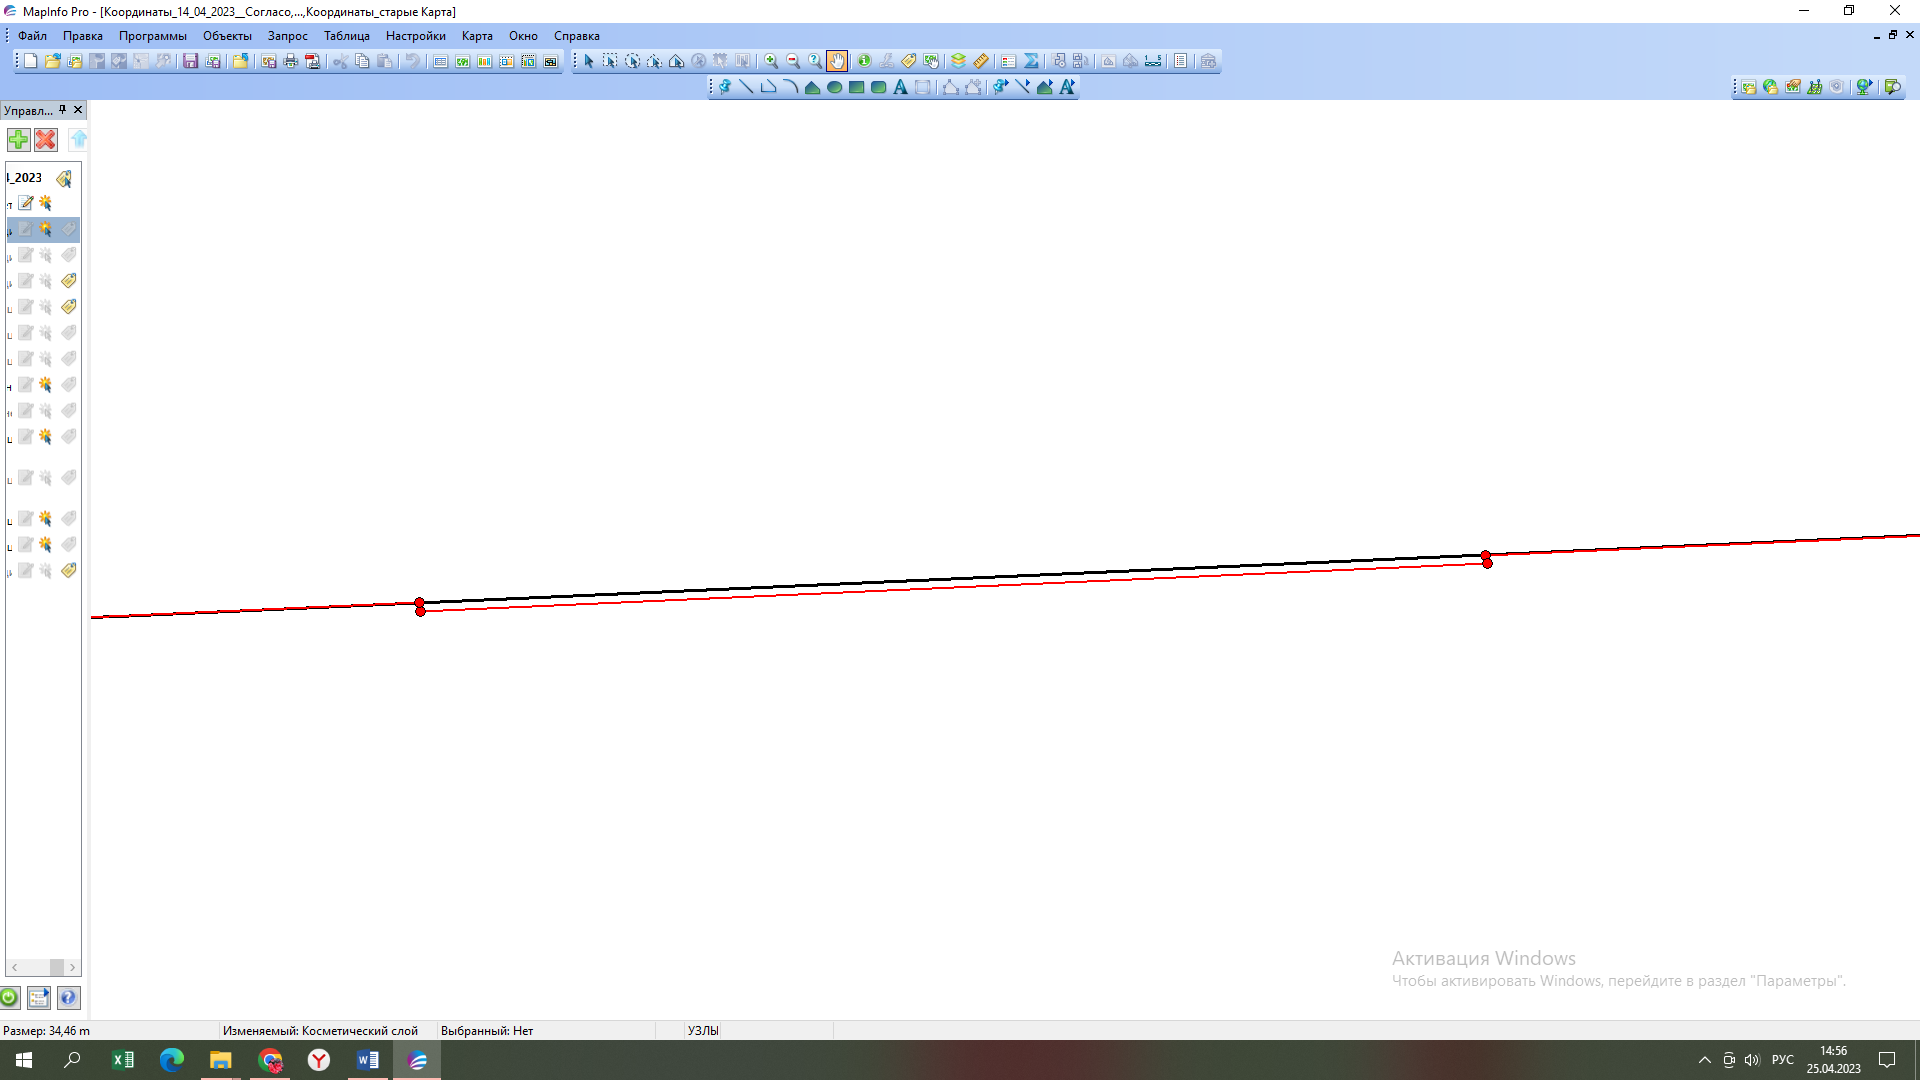 MapInfo Pro - [Координаты_14_04_2023__Согласо,...,Координаты_старые Карта]
Файл Правка Программы Объекты Запрос Таблица Настройки Карта Окно Справка
Управл...
4_2023
Активация Windows
Чтобы активировать Windows, перейдите в раздел "Параметры".
Размер: 34,46 m Изменяемый: Косметический слой Выбранный: Нет УЗЛЫ
РУС 14:56
25.04.2023